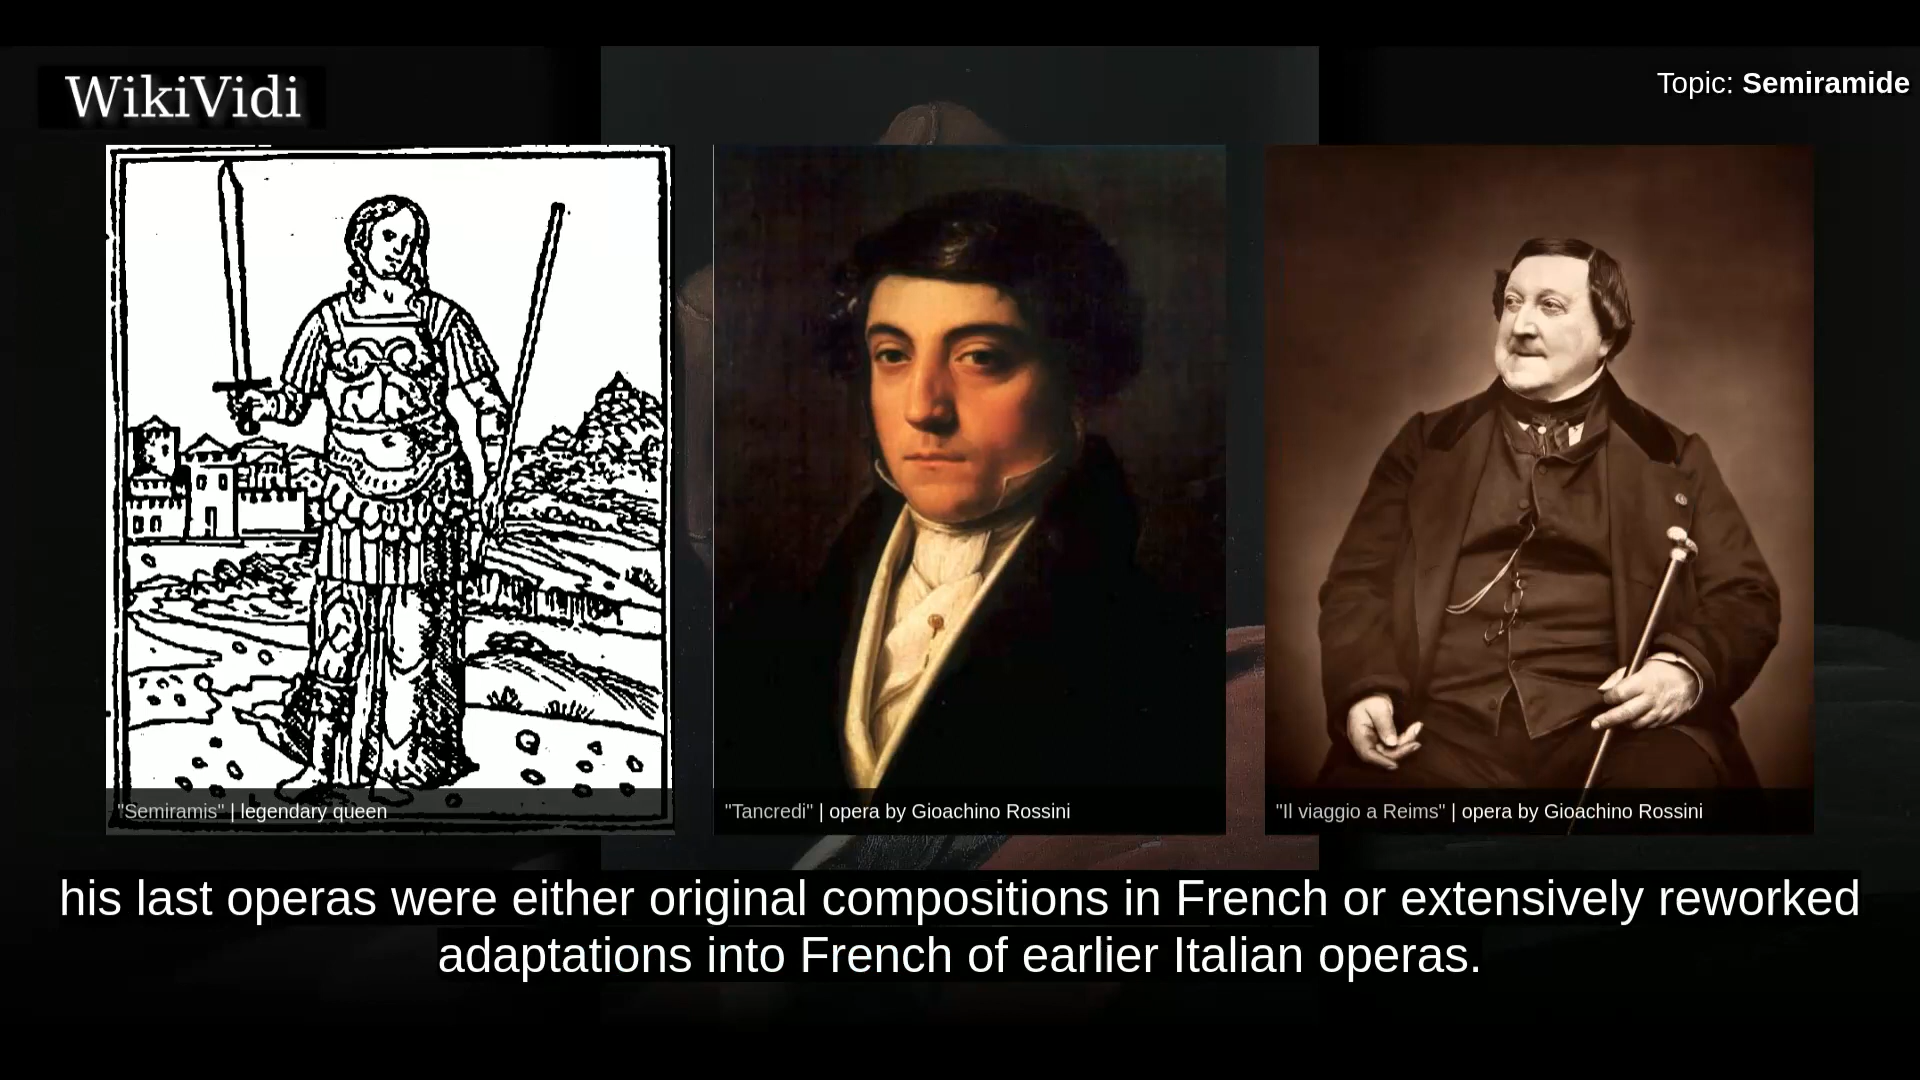 WikiVidi
Topic: Semiramide
"Semiramis" | legendary queen
"Tancredi" | opera by Gioachino Rossini
"Il viaggio a Reims" | opera by Gioachino Rossini
his last operas were either original compositions in French or extensively reworked
adaptations into French of earlier Italian operas.